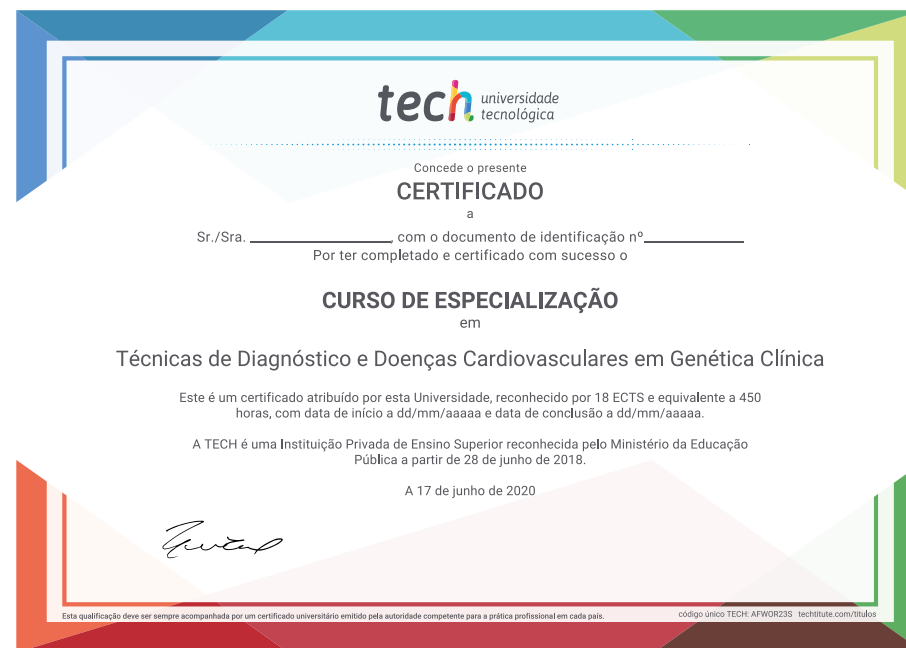 tech universidade
tecnológica
Concede o presente
CERTIFICADO
a
Sr./Sra. ____________, com o documento de identificação nº____________
Por ter completado e certificado com sucesso o
CURSO DE ESPECIALIZAÇÃO
em
Técnicas de Diagnóstico e Doenças Cardiovasculares em Genética Clínica
Este é um certificado atribuído por esta Universidade, reconhecido por 18 ECTS e equivalente a 450
horas, com data de início a dd/mm/aaaaa e data de conclusão a dd/mm/aaaaa.
A TECH é uma Instituição Privada de Ensino Superior reconhecida pelo Ministério da Educação
Pública a partir de 28 de junho de 2018.
A 17 de junho de 2020
Esta qualificação deve ser sempre acompanhada por um certificado universitário emitido pela autoridade competente para a prática profissional em cada país.
código único TECH: AFWOR23S techtitute.com/titulos